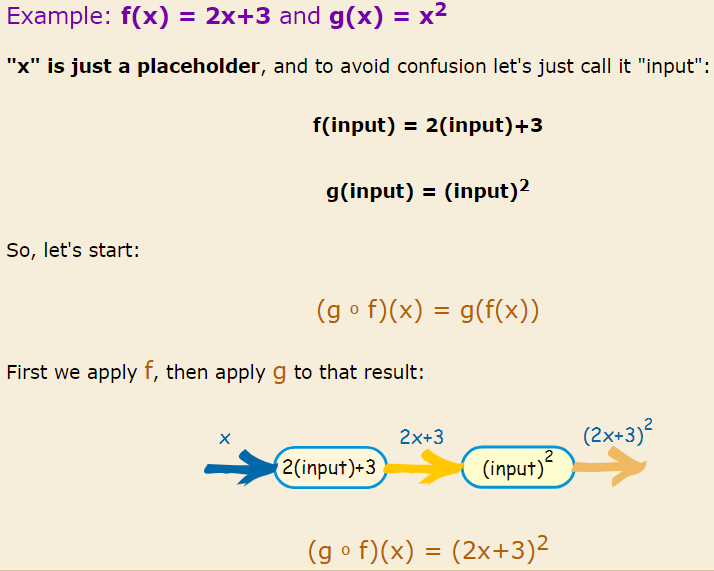 Example: f(x) = 2x+3 and g(x) = x²
"x" is just a placeholder, and to avoid confusion let's just call it "input":
f(input) = 2(input)+3
g(input) = (input)²
So, let's start:
(g º f)(x) = g(f(x))
First we apply f, then apply g to that result:
x 2x+3 (2x+3)²
2(input)+3 (input)²
(g º f)(x) = (2x+3)²